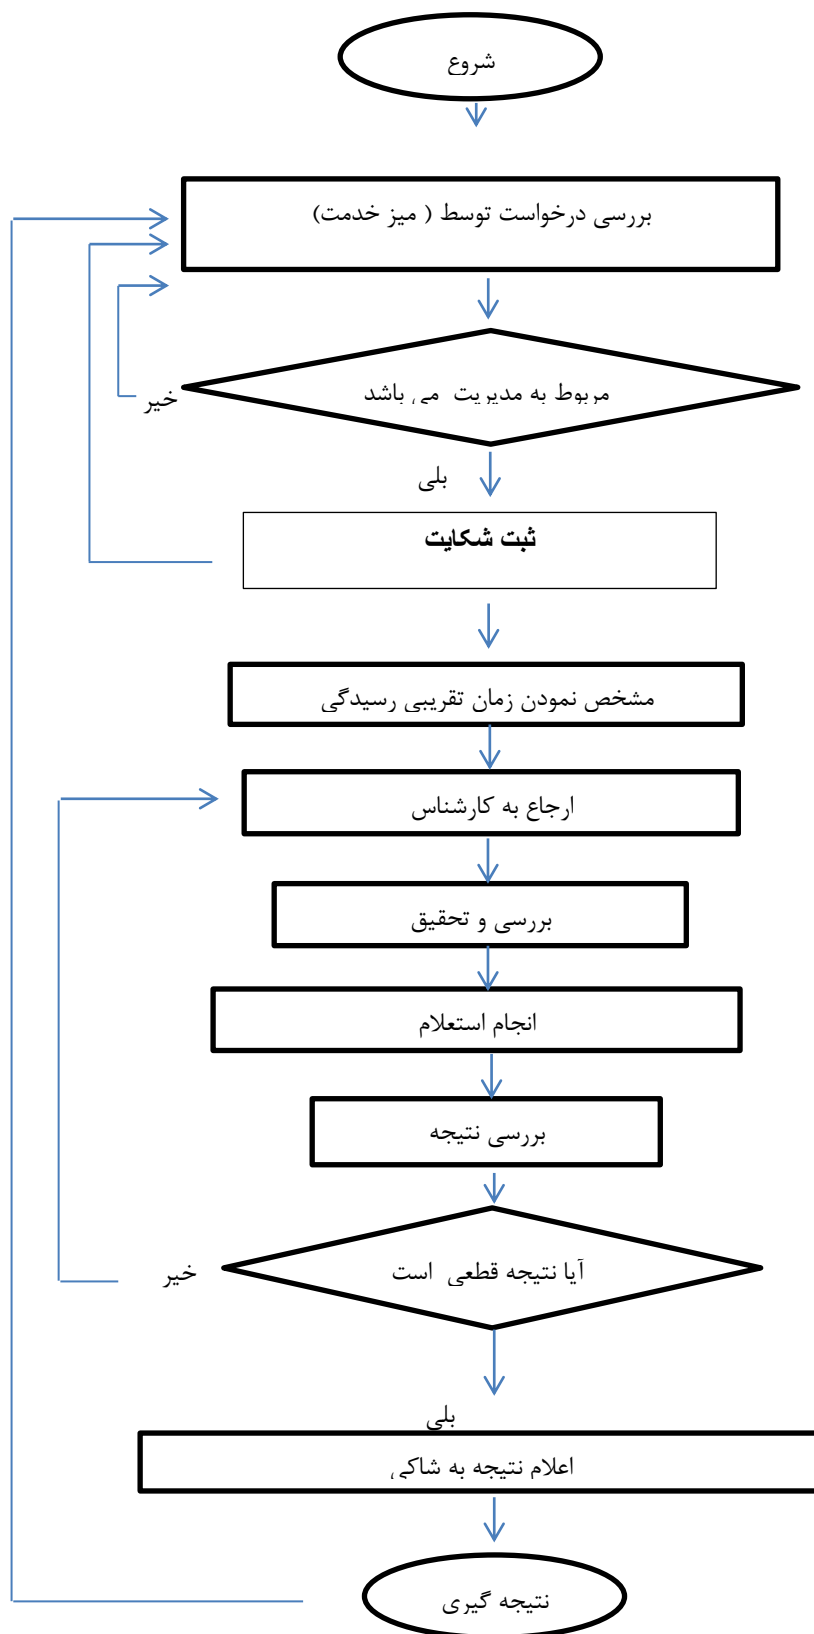 شروع
بررسی درخواست توسط ( میز خدمت)
مربوط به مدیریت می باشد
خیر
بلی
ثبت شکایت
مشخص نمودن زمان تقریبی رسیدگی
ارجاع به کارشناس
بررسی و تحقیق
انجام استعلام
بررسی نتیجه
آیا نتیجه قطعی است
خیر
بلی
اعلام نتیجه به شاکی
نتیجه گیری